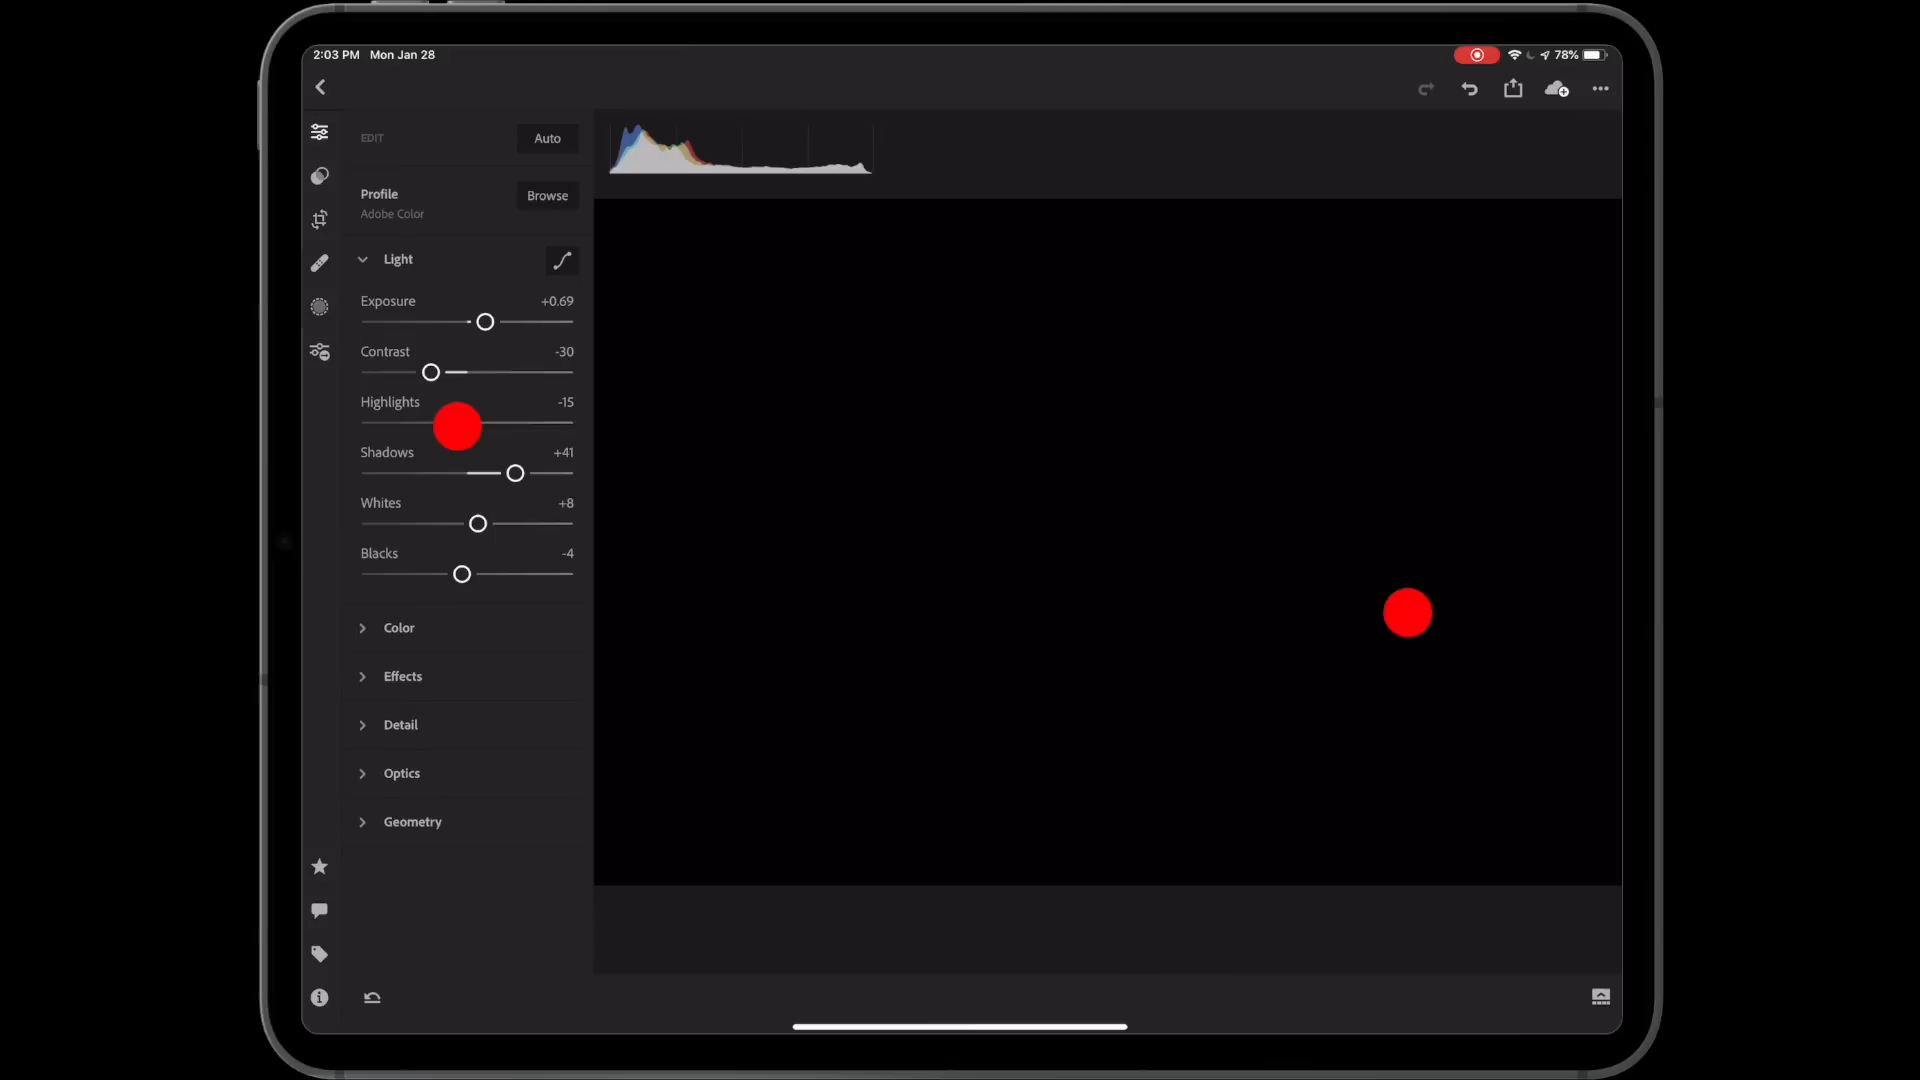 2:03 PM Mon Jan 28
78%
EDIT
Auto
Profile
Adobe Color
Browse
Light
Exposure +0.69
Contrast -30
Highlights -15
Shadows +41
Whites +8
Blacks -4
Color
Effects
Detail
Optics
Geometry